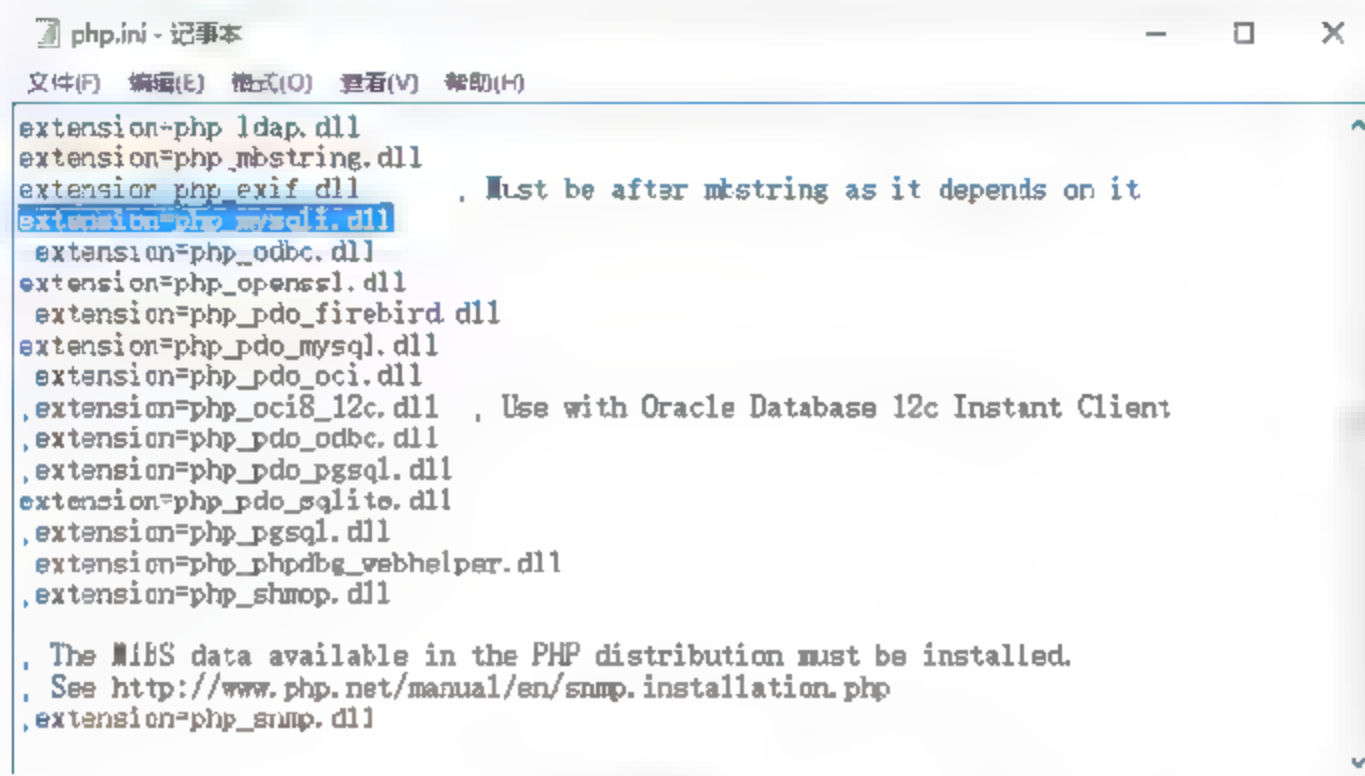 php.ini - 记事本
文件(F) 编辑(E) 格式(O) 查看(V) 帮助(H)
extension=php_ldap.dll
extension=php_mbstring.dll
extension=php_exif.dll ; Must be after mbstring as it depends on it
extension=php_mysqli.dll
;extension=php_odbc.dll
extension=php_openssl.dll
;extension=php_pdo_firebird.dll
extension=php_pdo_mysql.dll
;extension=php_pdo_oci.dll
;extension=php_oci8_12c.dll ; Use with Oracle Database 12c Instant Client
;extension=php_pdo_odbc.dll
;extension=php_pdo_pgsql.dll
extension=php_pdo_sqlite.dll
;extension=php_pgsql.dll
;extension=php_phpdbg_webhelper.dll
;extension=php_shmop.dll
; The MIBS data available in the PHP distribution must be installed.
; See http://www.php.net/manual/en/snmp.installation.php
;extension=php_snmp.dll